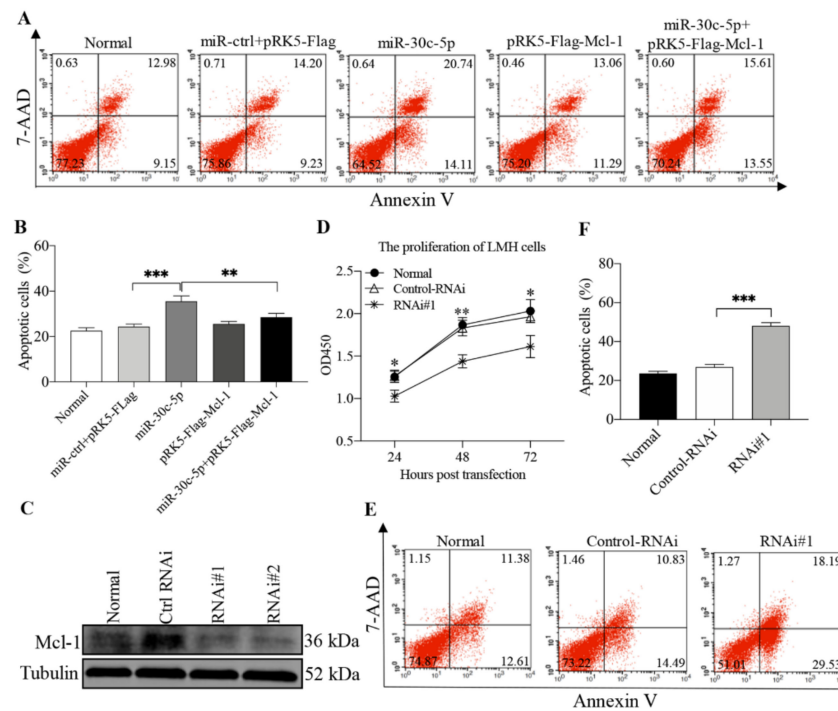 A
Normal
miR-ctrl+pRK5-Flag
miR-30c-5p
pRK5-Flag-Mcl-1
miR-30c-5p+
pRK5-Flag-Mcl-1
7-AAD
0.63 12.98
77.23 9.15
0.71 14.20
75.86 9.23
0.64 20.74
64.52 14.11
0.46 13.06
75.20 11.29
0.60 15.61
70.24 13.55
Annexin V
B
Apoptotic cells (%)
60
40
20
0
***
**
Normal
miR-ctrl+pRK5-FLag
miR-30c-5p
pRK5-Flag-Mcl-1
miR-30c-5p+pRK5-Flag-Mcl-1
D
The proliferation of LMH cells
Normal
Control-RNAi
RNAi#1
OD450
2.5
2.0
1.5
1.0
0.5
*
**
*
24 48 72
Hours post transfection
F
Apoptotic cells (%)
80
60
40
20
0
***
Normal
Control-RNAi
RNAi#1
C
Normal
Ctrl RNAi
RNAi#1
RNAi#2
Mcl-1 36 kDa
Tubulin 52 kDa
E
Normal
Control-RNAi
RNAi#1
7-AAD
1.15 11.38
74.87 12.61
1.46 10.83
73.22 14.49
1.27 18.19
51.01 29.53
Annexin V